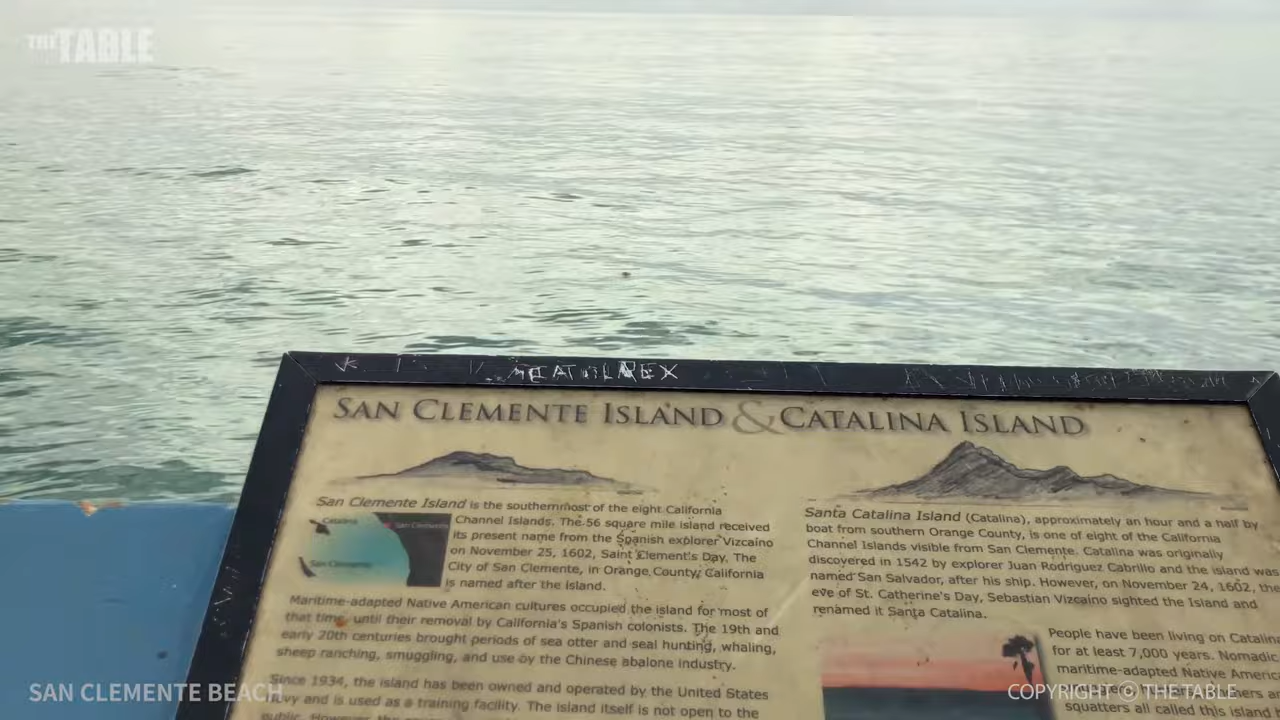 THE TABLE
SAN CLEMENTE ISLAND & CATALINA ISLAND
San Clemente Island is the southernmost of the eight California
Channel Islands. The 56 square mile island received
its present name from the Spanish explorer Vizcaino
on November 25, 1602, Saint Clement's Day. The
City of San Clemente, in Orange County, California
is named after the island.
Catalina
San Clemente
San Clemente
Maritime-adapted Native American cultures occupied the island for most of
that time, until their removal by California's Spanish colonists. The 19th and
early 20th centuries brought periods of sea otter and seal hunting, whaling,
sheep ranching, smuggling, and use by the Chinese abalone industry.
Since 1934, the island has been owned and operated by the United States
Navy and is used as a training facility. The island itself is not open to the
public. However, the
Santa Catalina Island (Catalina), approximately an hour and a half by
boat from southern Orange County, is one of eight of the California
Channel Islands visible from San Clemente. Catalina was originally
discovered in 1542 by explorer Juan Rodriguez Cabrillo and the island was
named San Salvador, after his ship. However, on November 24, 1602, the
eve of St. Catherine's Day, Sebastian Vizcaino sighted the Island and
renamed it Santa Catalina.
People have been living on Catalina
for at least 7,000 years. Nomadic
maritime-adapted Native America
squatters all called this island
SAN CLEMENTE BEACH
COPYRIGHT © THE TABLE